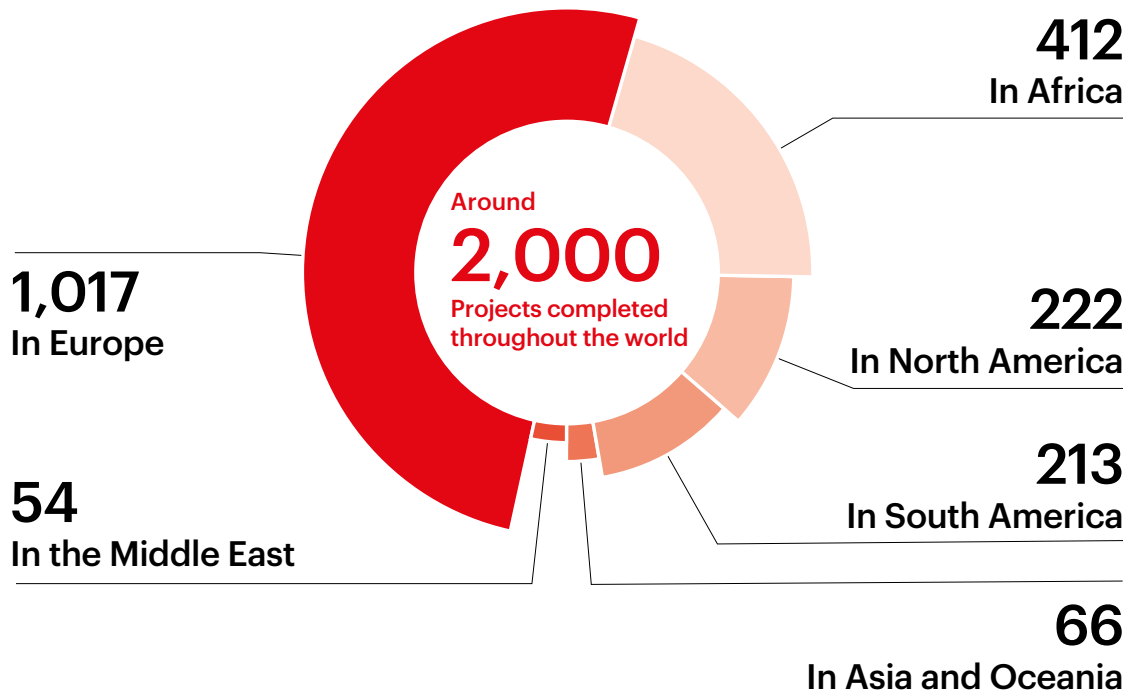 412
In Africa
Around
2,000
Projects completed
throughout the world
1,017
In Europe
222
In North America
213
In South America
54
In the Middle East
66
In Asia and Oceania